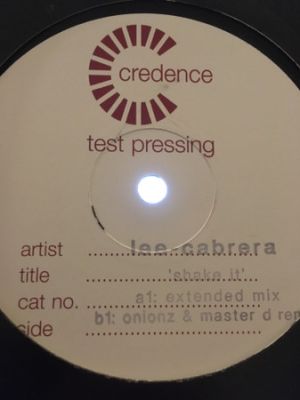 credence
test pressing
artist lee cabrera
title 'shake it'
cat no. a1: extended mix
side b1: onionz & master d rem